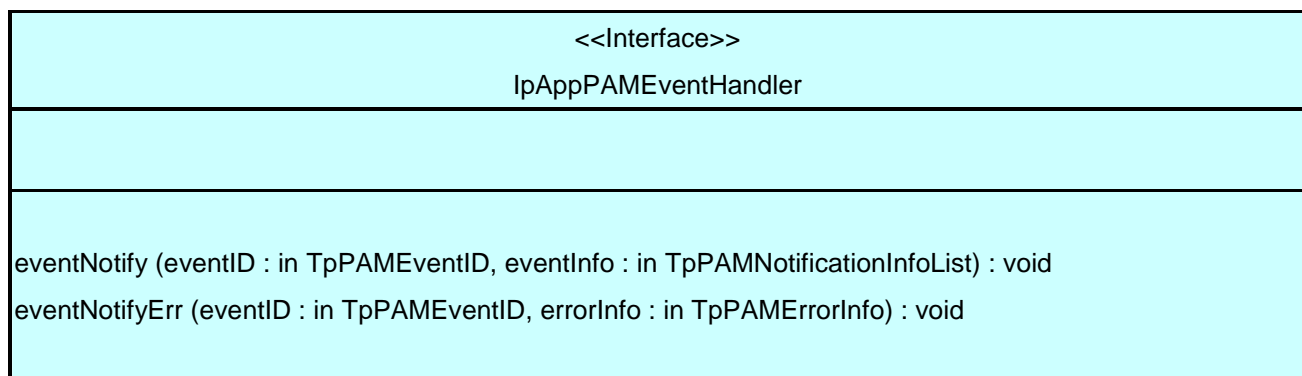 <<Interface>>
IpAppPAMEventHandler
eventNotify (eventID : in TpPAMEventID, eventInfo : in TpPAMNotificationInfoList) : void
eventNotifyErr (eventID : in TpPAMEventID, errorInfo : in TpPAMErrorInfo) : void